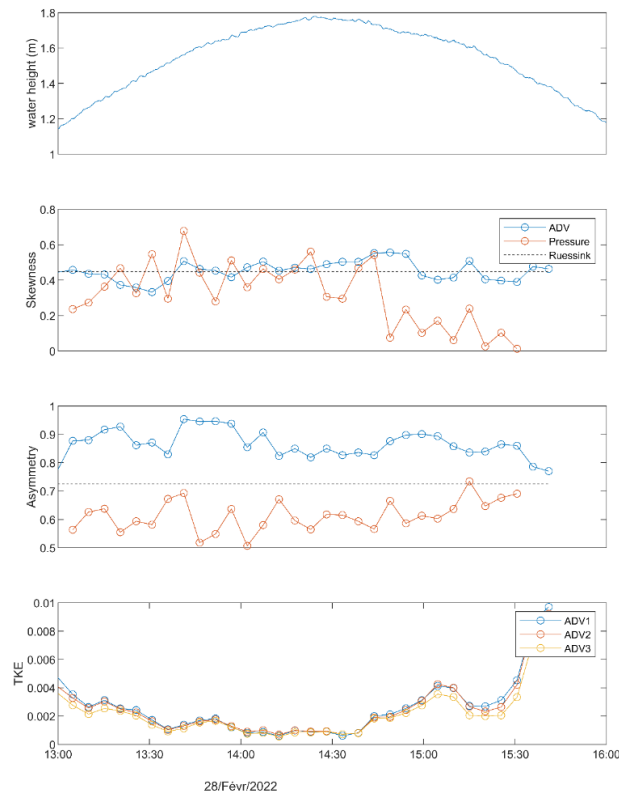 water height (m)
1.8
1.6
1.4
1.2
1
Skewness
0.8
0.6
0.4
0.2
0
ADV
Pressure
Ruessink
Asymmetry
1
0.9
0.8
0.7
0.6
0.5
TKE
0.01
0.008
0.006
0.004
0.002
0
ADV1
ADV2
ADV3
13:00 13:30 14:00 14:30 15:00 15:30 16:00
28/Févr/2022